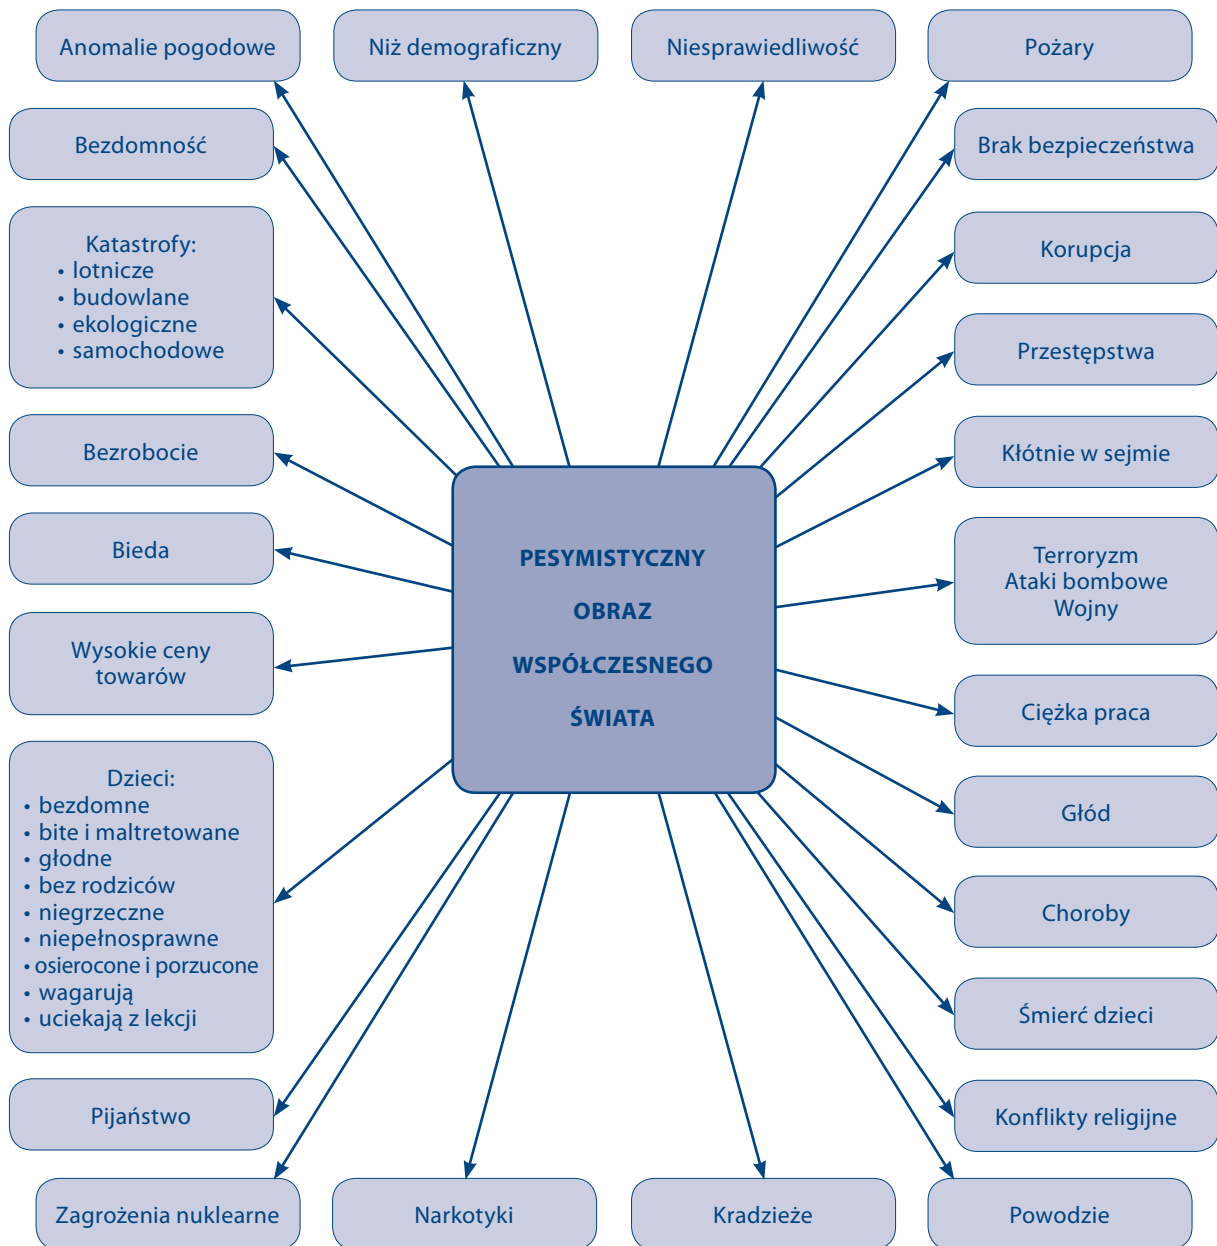 Anomalie pogodowe
Niż demograficzny
Niesprawiedliwość
Pożary
Bezdomność
Brak bezpieczeństwa
Katastrofy:
• lotnicze
• budowlane
• ekologiczne
• samochodowe
Korupcja
Przestępstwa
Bezrobocie
Kłótnie w sejmie
Bieda
Terroryzm
Ataki bombowe
Wojny
PESYMISTYCZNY
OBRAZ
WSPÓŁCZESNEGO
ŚWIATA
Wysokie ceny
towarów
Ciężka praca
Dzieci:
• bezdomne
• bite i maltretowane
• głodne
• bez rodziców
• niegrzeczne
• niepełnosprawne
• osierocone i porzucone
• wagarują
• uciekają z lekcji
Głód
Choroby
Śmierć dzieci
Pijaństwo
Konflikty religijne
Zagrożenia nuklearne
Narkotyki
Kradzieże
Powodzie